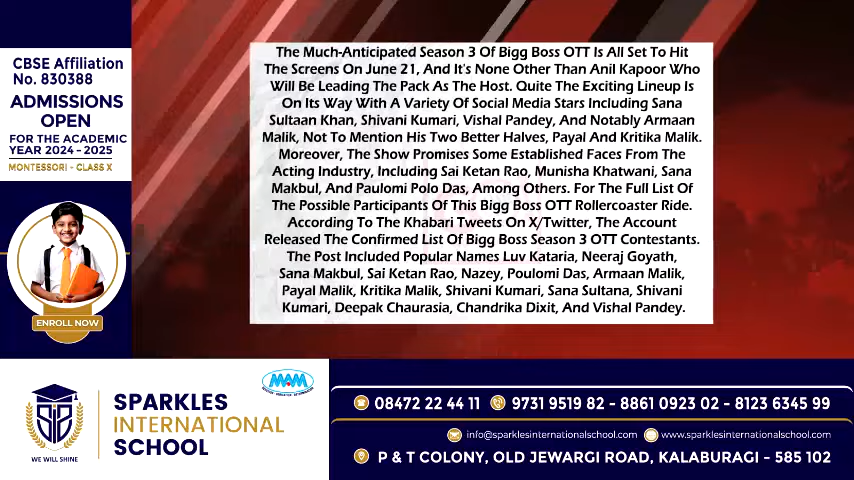 CBSE Affiliation
No. 830388
ADMISSIONS
OPEN
FOR THE ACADEMIC
YEAR 2024 - 2025
MONTESSORI - CLASS X
ENROLL NOW
The Much-Anticipated Season 3 Of Bigg Boss OTT Is All Set To Hit
The Screens On June 21, And It's None Other Than Anil Kapoor Who
Will Be Leading The Pack As The Host. Quite The Exciting Lineup Is
On Its Way With A Variety Of Social Media Stars Including Sana
Sultaan Khan, Shivani Kumari, Vishal Pandey, And Notably Armaan
Malik, Not To Mention His Two Better Halves, Payal And Kritika Malik.
Moreover, The Show Promises Some Established Faces From The
Acting Industry, Including Sai Ketan Rao, Munisha Khatwani, Sana
Makbul, And Paulomi Polo Das, Among Others. For The Full List Of
The Possible Participants Of This Bigg Boss OTT Rollercoaster Ride.
According To The Khabari Tweets On X/Twitter, The Account
Released The Confirmed List Of Bigg Boss Season 3 OTT Contestants.
The Post Included Popular Names Luv Kataria, Neeraj Goyath,
Sana Makbul, Sai Ketan Rao, Nazey, Poulomi Das, Armaan Malik,
Payal Malik, Kritika Malik, Shivani Kumari, Sana Sultana, Shivani
Kumari, Deepak Chaurasia, Chandrika Dixit, And Vishal Pandey.
WE WILL SHINE
SPARKLES
INTERNATIONAL
SCHOOL
MAM
08472 22 44 11 9731 9519 82 - 8861 0923 02 - 8123 6345 99
info@sparklesinternationalschool.com www.sparklesinternationalschool.com
P & T COLONY, OLD JEWARGI ROAD, KALABURAGI - 585 102